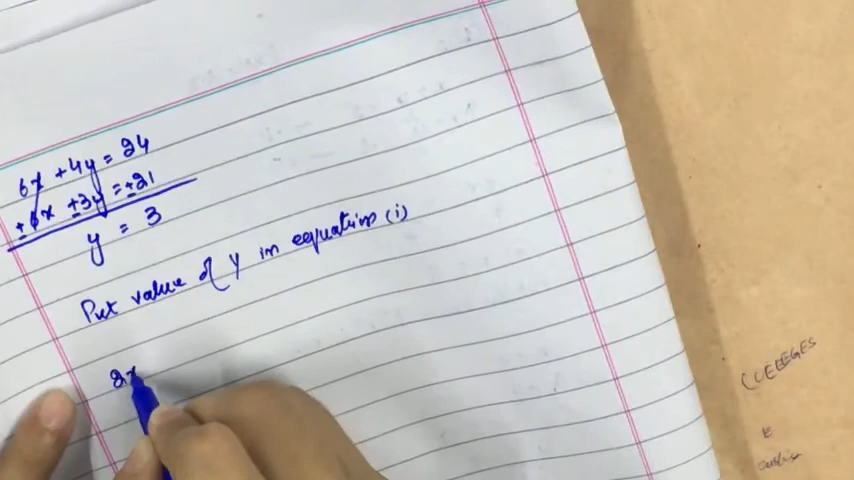 6x + 4y = 24
± 6x ± 3y = ± 21
y = 3
Put value of y in equation (i)
2x